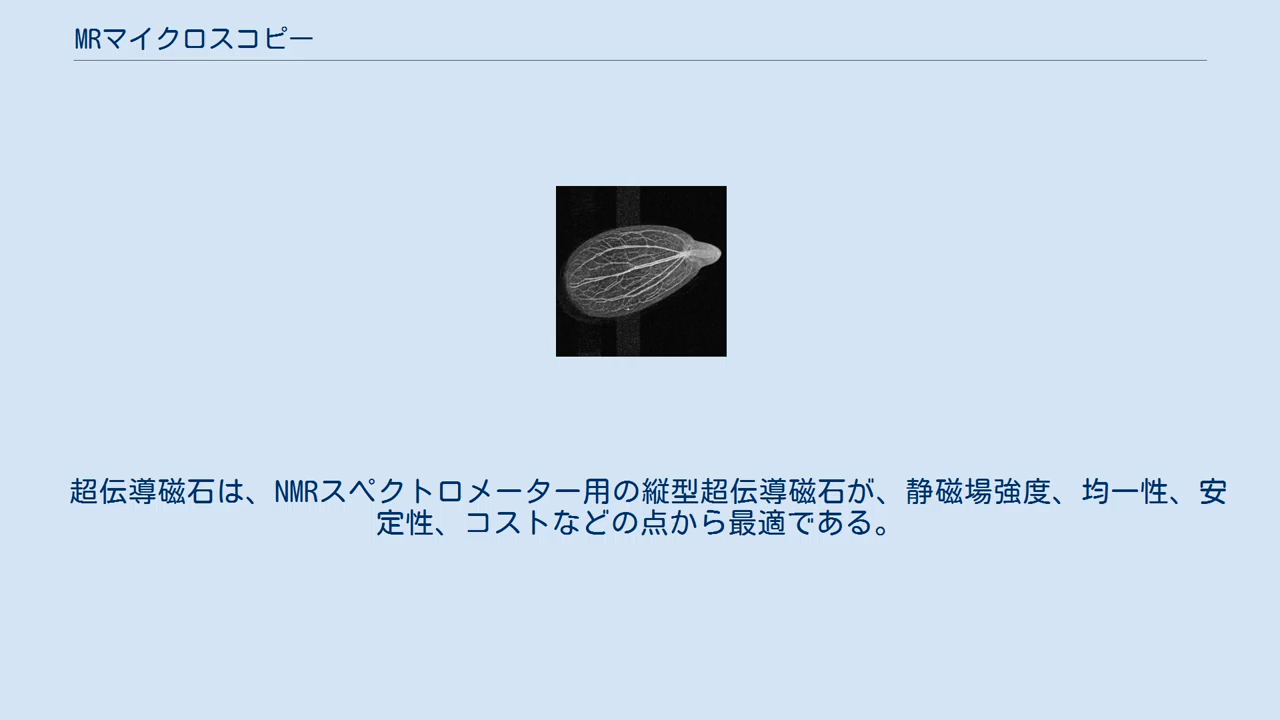 MRマイクロスコピー
超伝導磁石は、NMRスペクトロメーター用の縦型超伝導磁石が、静磁場強度、均一性、安
定性、コストなどの点から最適である。